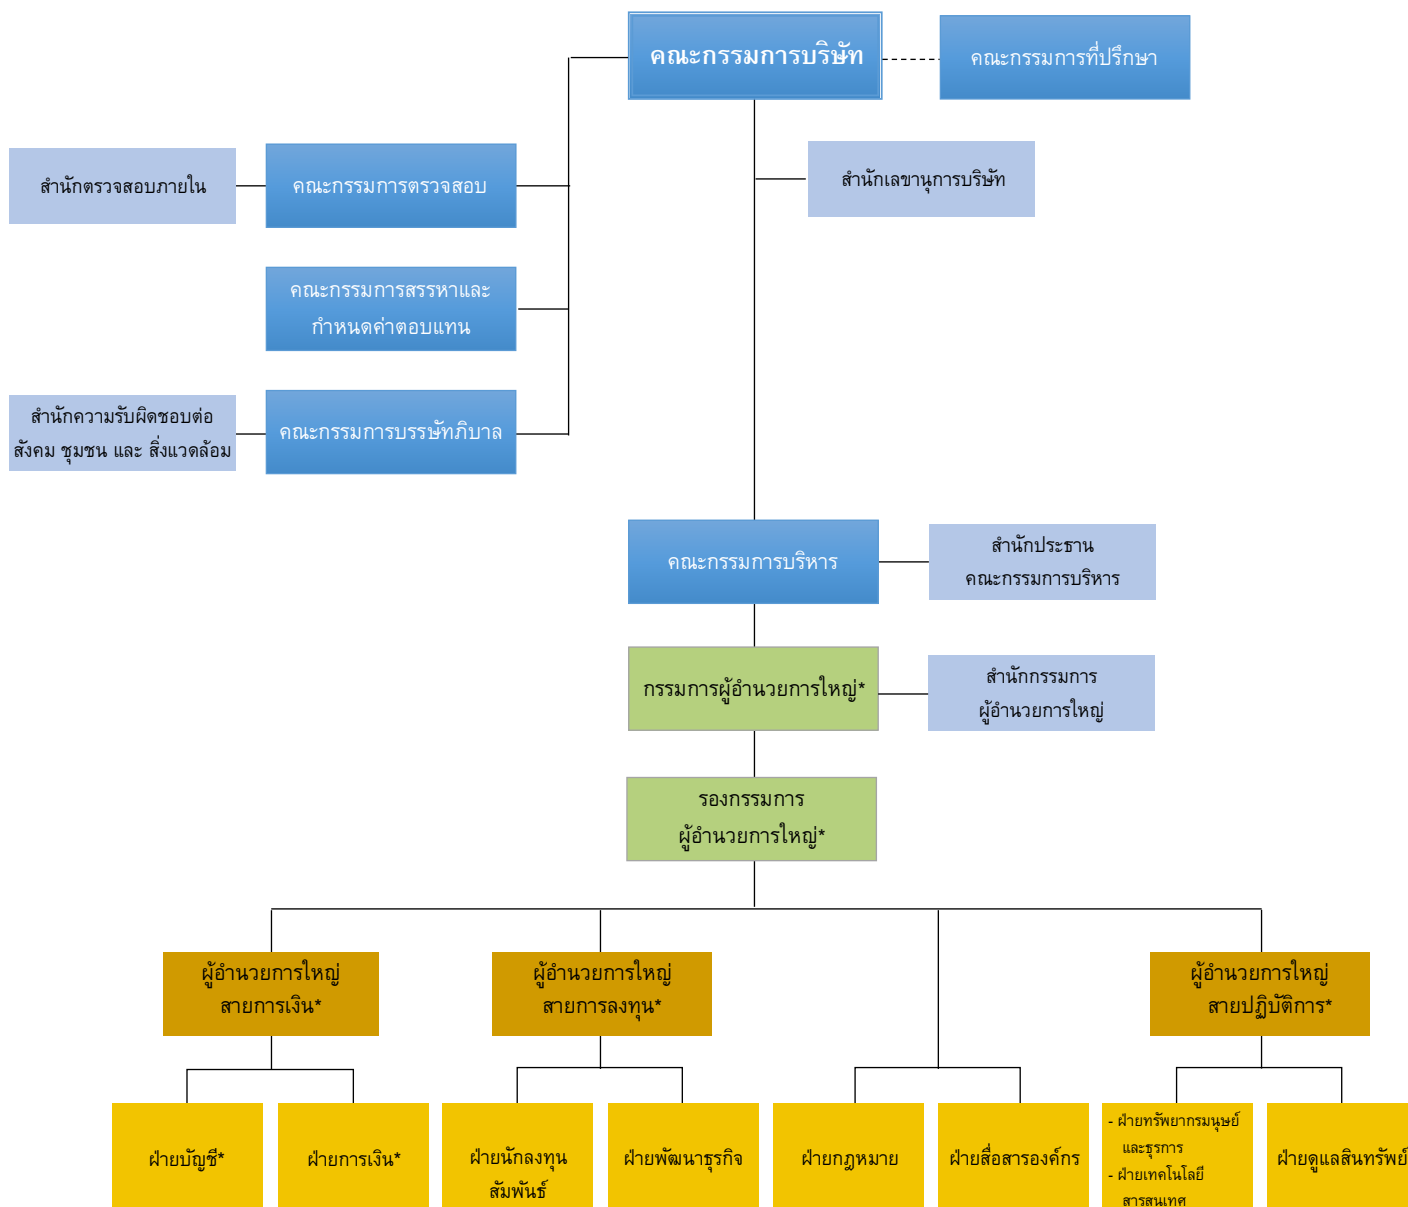 คณะกรรมการบริษัท
คณะกรรมการที่ปรึกษา
สำนักตรวจสอบภายใน
คณะกรรมการตรวจสอบ
สำนักเลขานุการบริษัท
คณะกรรมการสรรหาและ
กำหนดค่าตอบแทน
สำนักความรับผิดชอบต่อ
สังคม ชุมชน และ สิ่งแวดล้อม
คณะกรรมการบรรษัทภิบาล
คณะกรรมการบริหาร
สำนักประธาน
คณะกรรมการบริหาร
กรรมการผู้อำนวยการใหญ่*
สำนักกรรมการ
ผู้อำนวยการใหญ่
รองกรรมการ
ผู้อำนวยการใหญ่*
ผู้อำนวยการใหญ่
สายการเงิน*
ผู้อำนวยการใหญ่
สายการลงทุน*
ผู้อำนวยการใหญ่
สายปฏิบัติการ*
ฝ่ายบัญชี*
ฝ่ายการเงิน*
ฝ่ายนักลงทุน
สัมพันธ์
ฝ่ายพัฒนาธุรกิจ
ฝ่ายกฎหมาย
ฝ่ายสื่อสารองค์กร
- ฝ่ายทรัพยากรมนุษย์
และธุรการ
- ฝ่ายเทคโนโลยี
สารสนเทศ
ฝ่ายดูแลสินทรัพย์